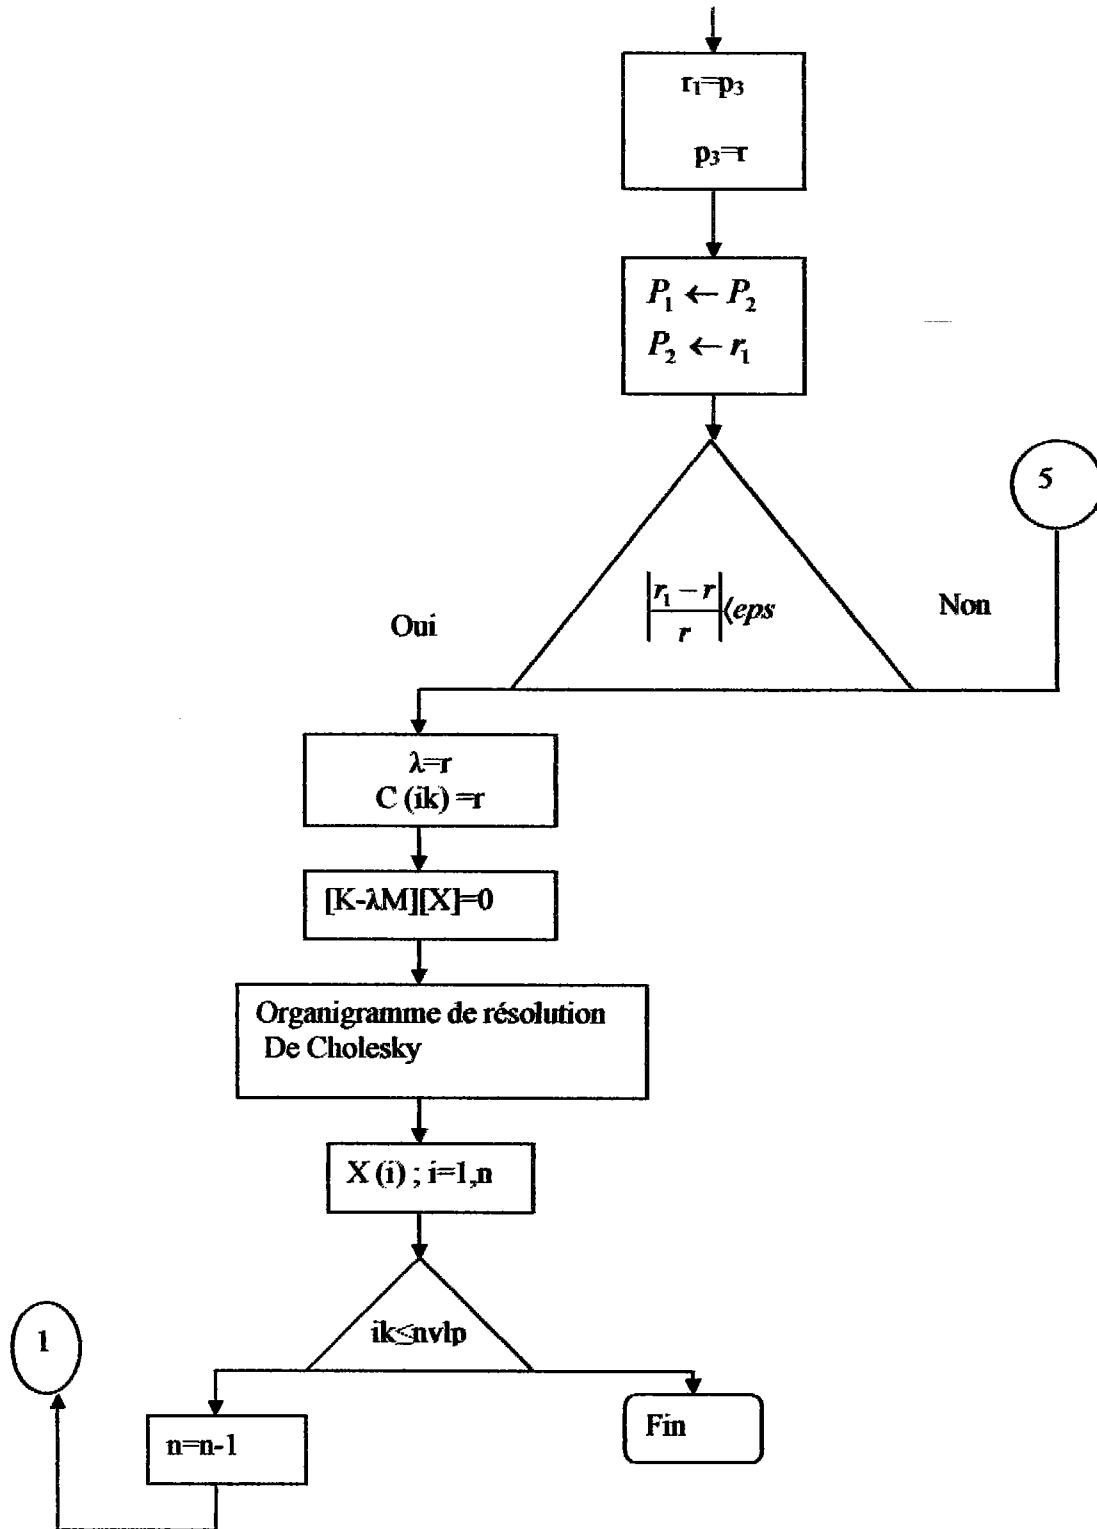 r₁=p₃
p₃=r
P₁ ← P₂
P₂ ← r₁
5
|(r₁ − r)/r|⟨eps
Non
Oui
λ=r
C (ik) =r
[K-λM][X]=0
Organigramme de résolution
De Cholesky
X (i) ; i=1,n
ik≤nvlp
1
n=n-1
Fin